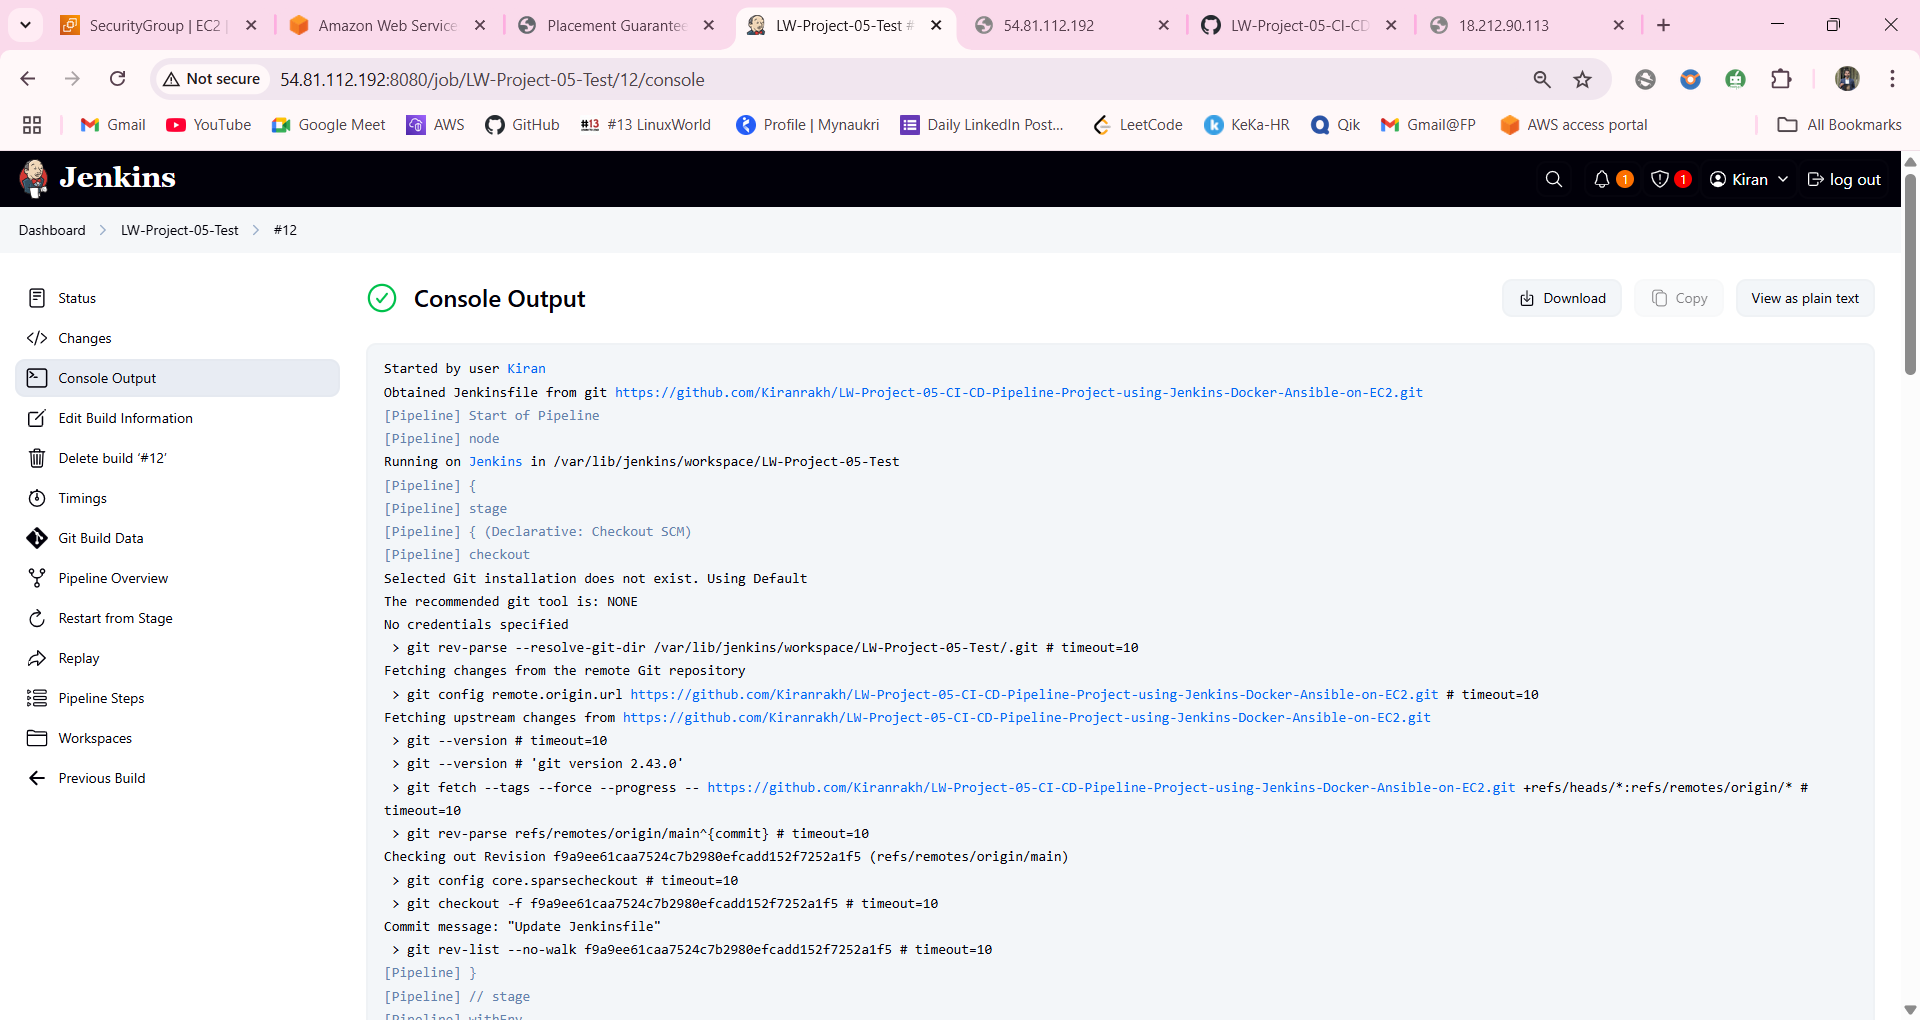 SecurityGroup | EC2
Amazon Web Service
Placement Guarantee
LW-Project-05-Test #
54.81.112.192
LW-Project-05-CI-CD
18.212.90.113
Not secure
54.81.112.192:8080/job/LW-Project-05-Test/12/console
Gmail
YouTube
Google Meet
AWS
GitHub
#13 #13 LinuxWorld
Profile | Mynaukri
Daily LinkedIn Post...
LeetCode
KeKa-HR
Qik
Gmail@FP
AWS access portal
All Bookmarks
Jenkins
1
1
Kiran
log out
Dashboard
LW-Project-05-Test
#12
Status
Changes
Console Output
Edit Build Information
Delete build ‘#12’
Timings
Git Build Data
Pipeline Overview
Restart from Stage
Replay
Pipeline Steps
Workspaces
Previous Build
Console Output
Download
Copy
View as plain text
Started by user Kiran
Obtained Jenkinsfile from git https://github.com/Kiranrakh/LW-Project-05-CI-CD-Pipeline-Project-using-Jenkins-Docker-Ansible-on-EC2.git
[Pipeline] Start of Pipeline
[Pipeline] node
Running on Jenkins in /var/lib/jenkins/workspace/LW-Project-05-Test
[Pipeline] {
[Pipeline] stage
[Pipeline] { (Declarative: Checkout SCM)
[Pipeline] checkout
Selected Git installation does not exist. Using Default
The recommended git tool is: NONE
No credentials specified
> git rev-parse --resolve-git-dir /var/lib/jenkins/workspace/LW-Project-05-Test/.git # timeout=10
Fetching changes from the remote Git repository
> git config remote.origin.url https://github.com/Kiranrakh/LW-Project-05-CI-CD-Pipeline-Project-using-Jenkins-Docker-Ansible-on-EC2.git # timeout=10
Fetching upstream changes from https://github.com/Kiranrakh/LW-Project-05-CI-CD-Pipeline-Project-using-Jenkins-Docker-Ansible-on-EC2.git
> git --version # timeout=10
> git --version # 'git version 2.43.0'
> git fetch --tags --force --progress -- https://github.com/Kiranrakh/LW-Project-05-CI-CD-Pipeline-Project-using-Jenkins-Docker-Ansible-on-EC2.git +refs/heads/*:refs/remotes/origin/* #
timeout=10
> git rev-parse refs/remotes/origin/main^{commit} # timeout=10
Checking out Revision f9a9ee61caa7524c7b2980efcadd152f7252a1f5 (refs/remotes/origin/main)
> git config core.sparsecheckout # timeout=10
> git checkout -f f9a9ee61caa7524c7b2980efcadd152f7252a1f5 # timeout=10
Commit message: "Update Jenkinsfile"
> git rev-list --no-walk f9a9ee61caa7524c7b2980efcadd152f7252a1f5 # timeout=10
[Pipeline] }
[Pipeline] // stage
[Pipeline] withEnv